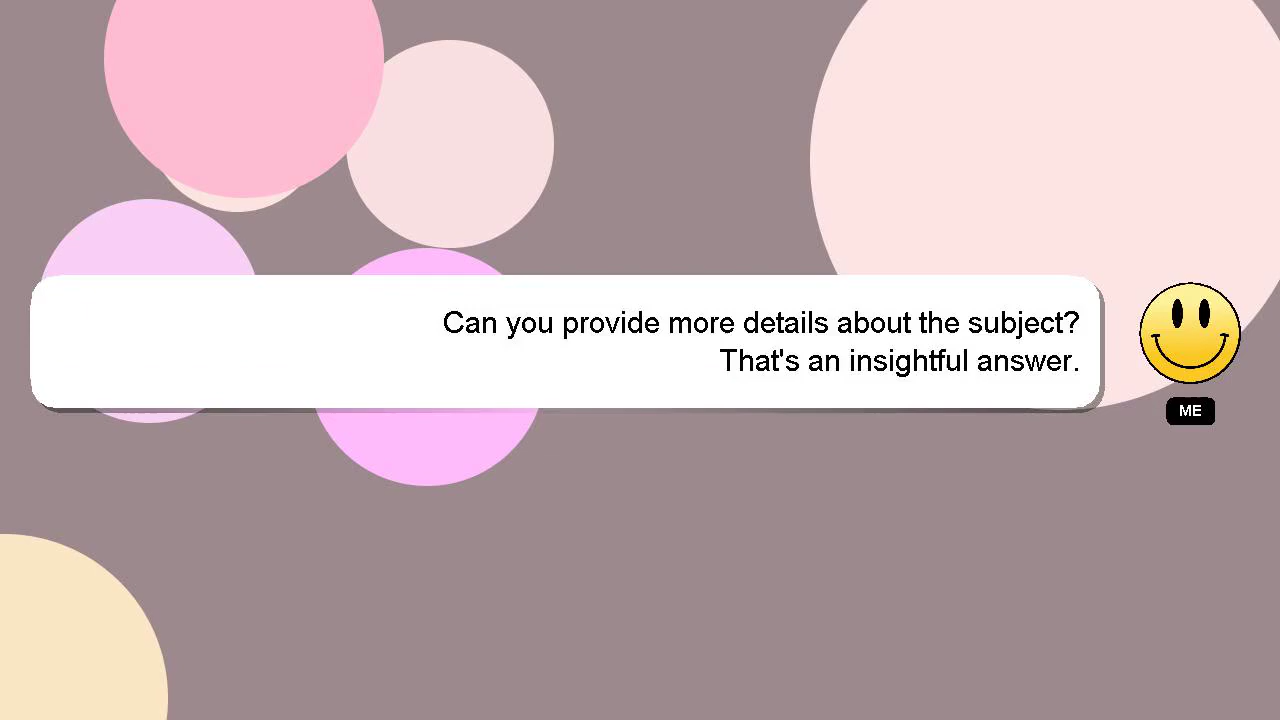 Can you provide more details about the subject?
That's an insightful answer.
ME